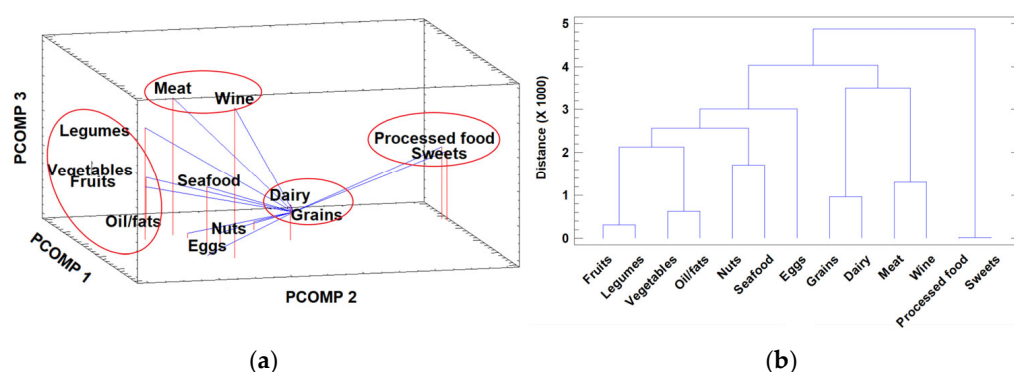 Meat
Wine
Legumes
Processed food
Sweets
Vegetables
Fruits
Seafood
Dairy
Grains
Oil/fats
Nuts
Eggs
PCOMP 3
PCOMP 1
PCOMP 2
(a)
Distance (X 1000)
5
4
3
2
1
0
Fruits
Legumes
Vegetables
Oil/fats
Nuts
Seafood
Eggs
Grains
Dairy
Meat
Wine
Processed food
Sweets
(b)